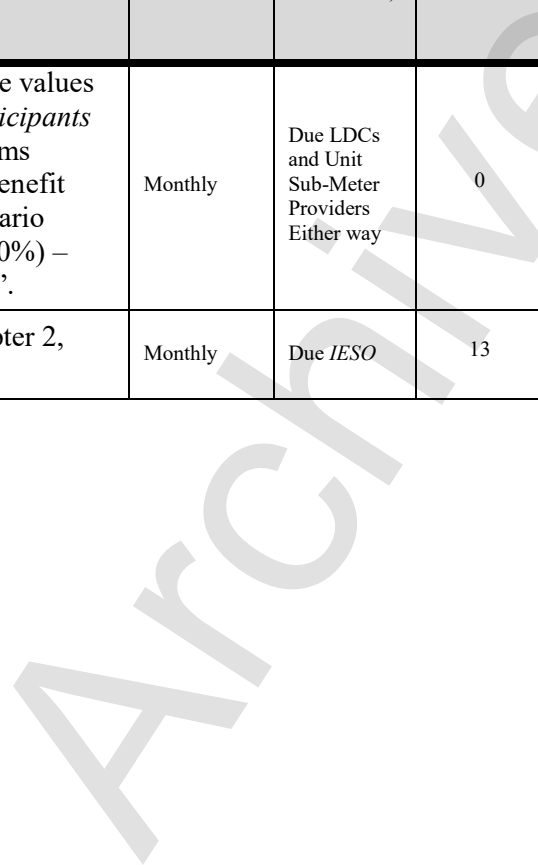 e values
icipants
ms
enefit
ario
0%) –
”.
Monthly
Due LDCs
and Unit
Sub-Meter
Providers
Either way
0
oter 2,
Monthly
Due IESO
13
Archive